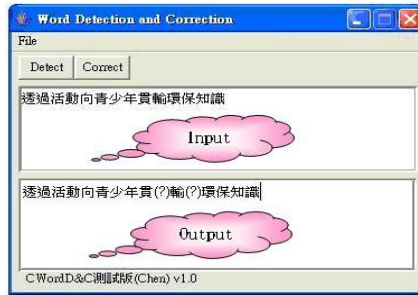 Word Detection and Correction
File
Detect Correct
透過活動向青少年貫輸環保知識
Input
透過活動向青少年貫(?)輸(?)環保知識
Output
CWordD&C測試版(Chen) v1.0